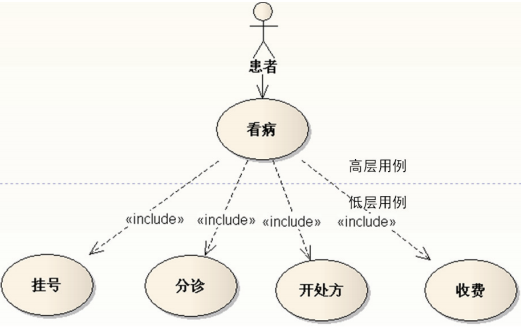 患者
看病
高层用例
低层用例
«include» «include» «include» «include»
挂号 分诊 开处方 收费